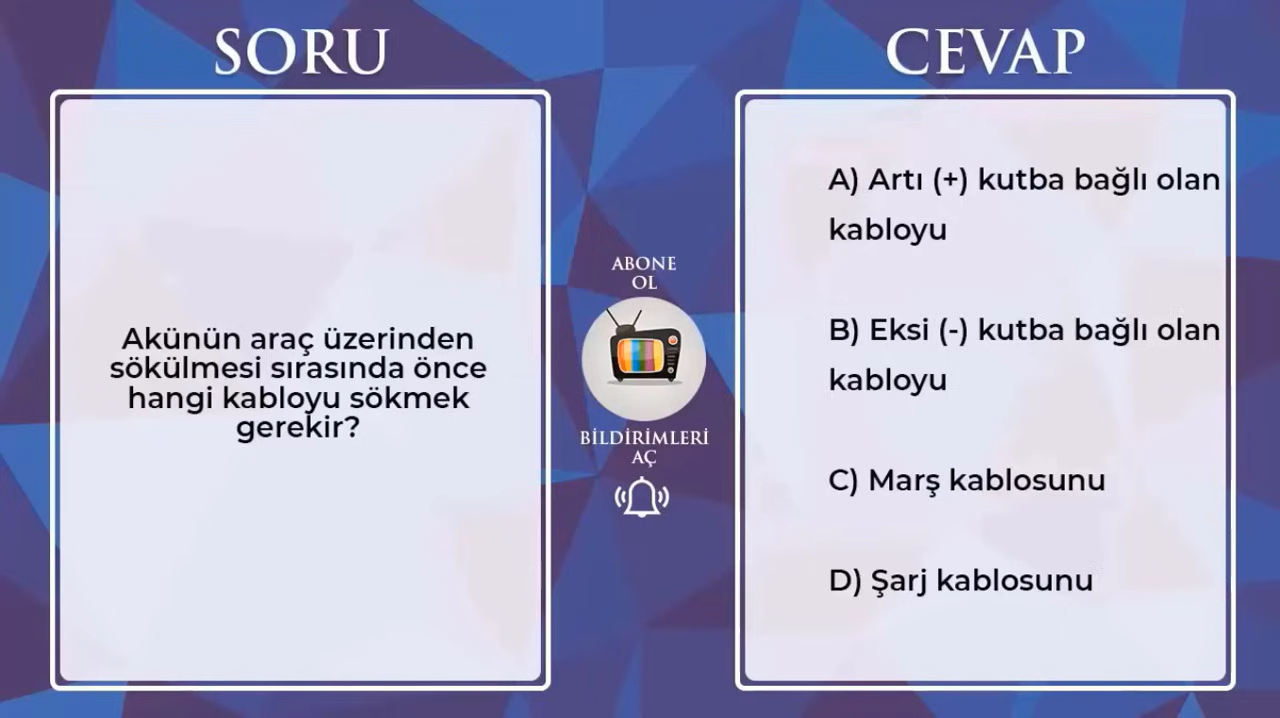 SORU
Akünün araç üzerinden
sökülmesi sırasında önce
hangi kabloyu sökmek
gerekir?
ABONE
OL
BİLDİRİMLERİ
AÇ
CEVAP
A) Artı (+) kutba bağlı olan
kabloyu
B) Eksi (-) kutba bağlı olan
kabloyu
C) Marş kablosunu
D) Şarj kablosunu